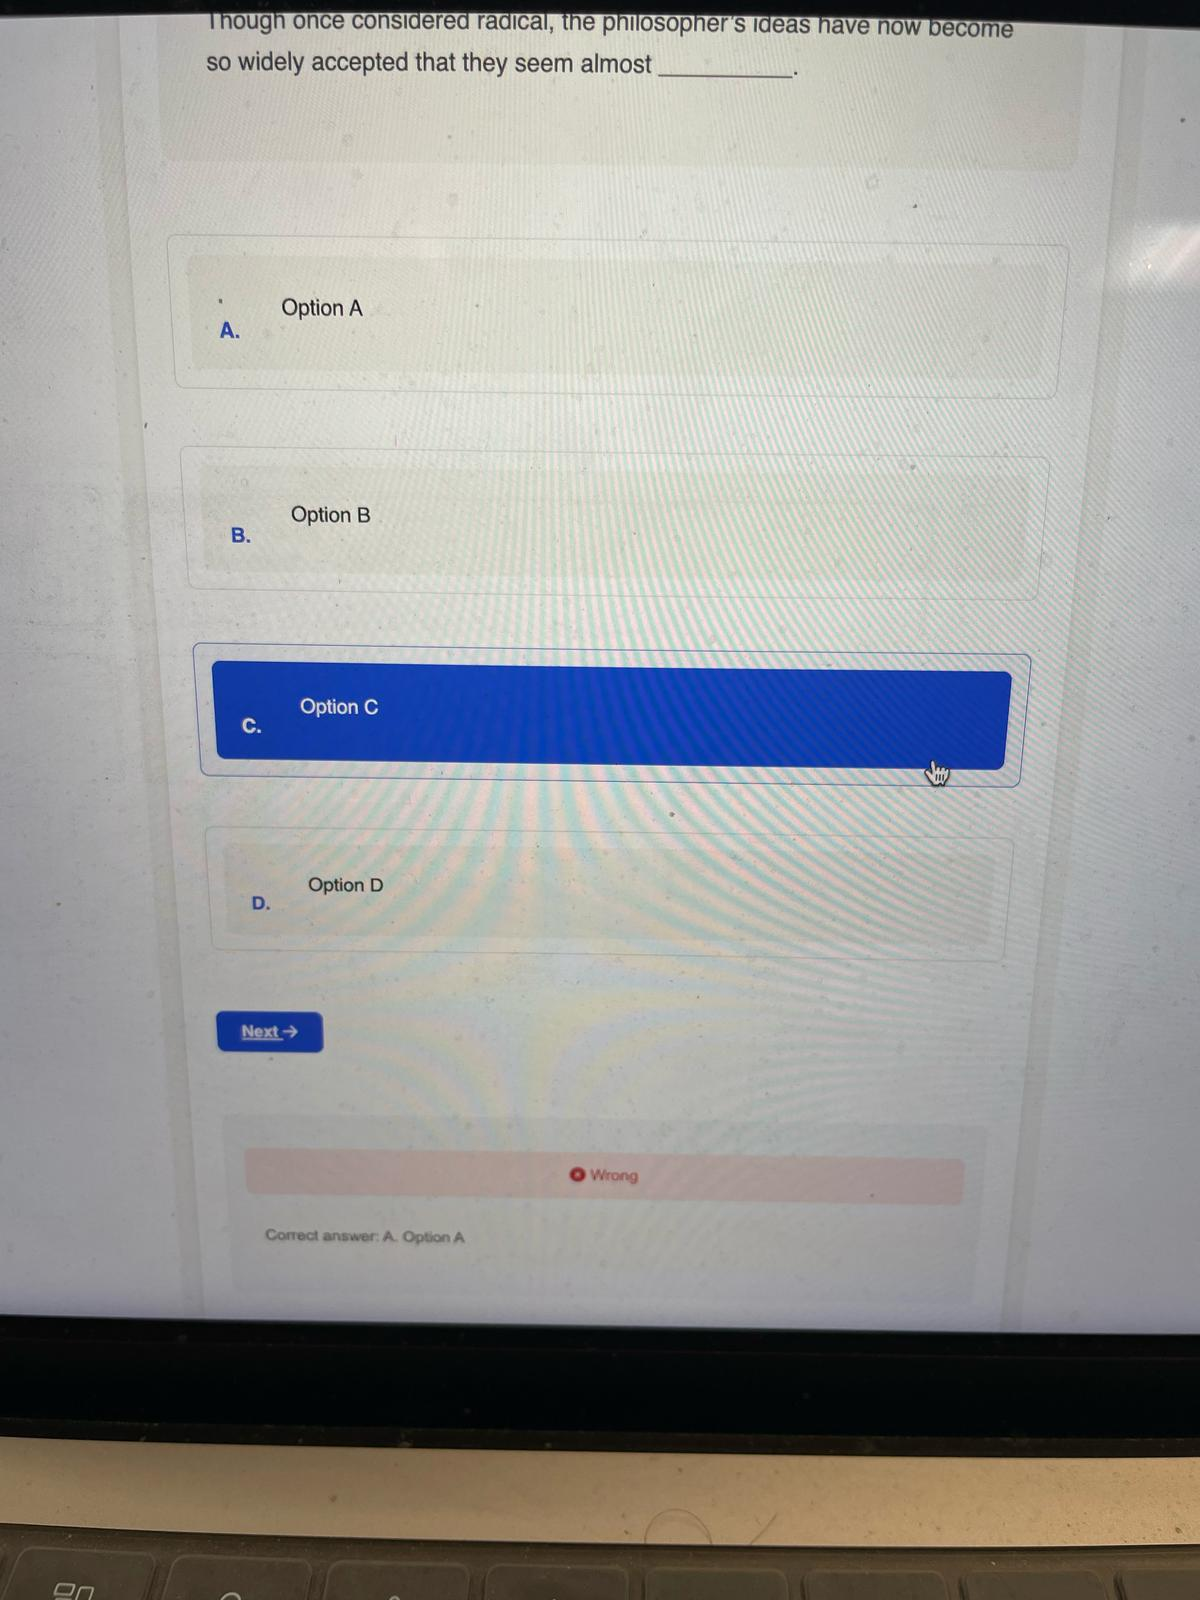 Though once considered radical, the philosopher's ideas have now become
so widely accepted that they seem almost __________.
Option A
A.
Option B
B.
Option C
C.
Option D
D.
Next →
Wrong
Correct answer: A. Option A